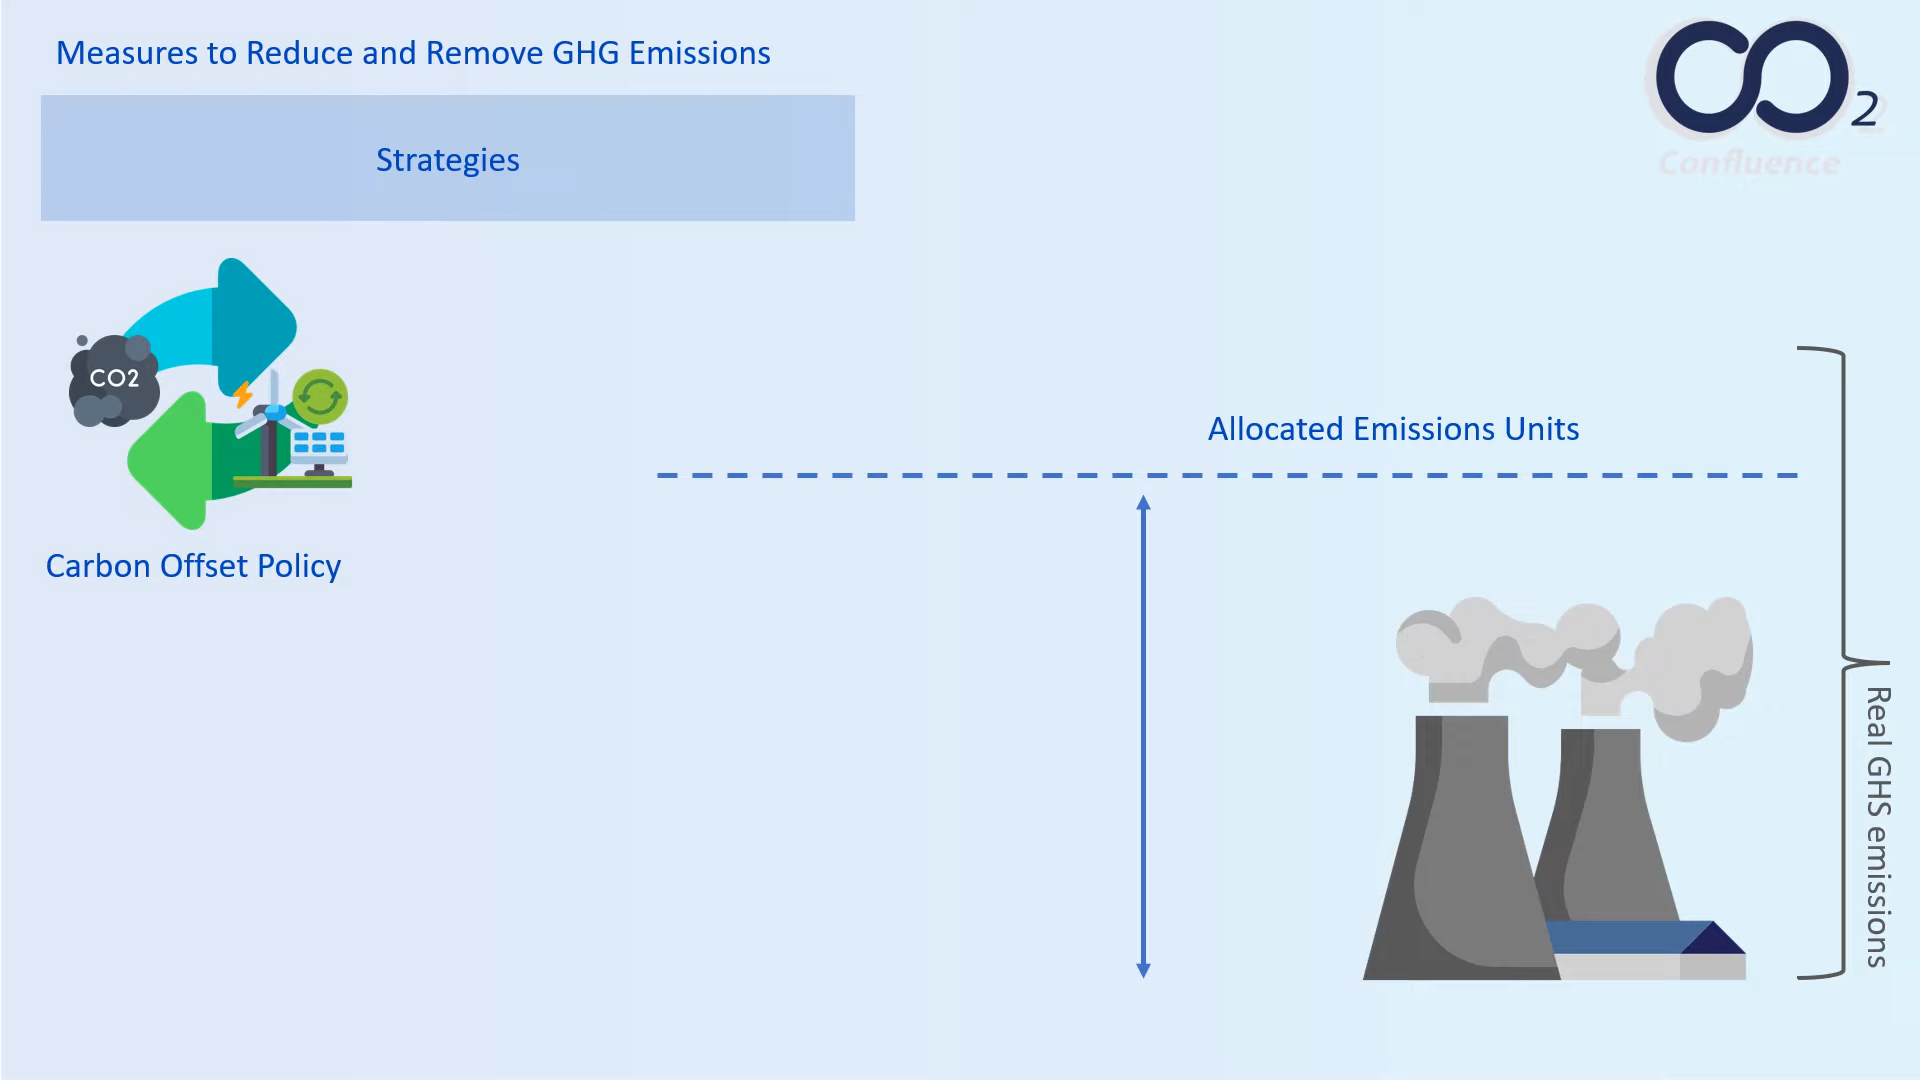 Measures to Reduce and Remove GHG Emissions
Strategies
CO2
Confluence
CO2
Carbon Offset Policy
Allocated Emissions Units
Real GHS emissions